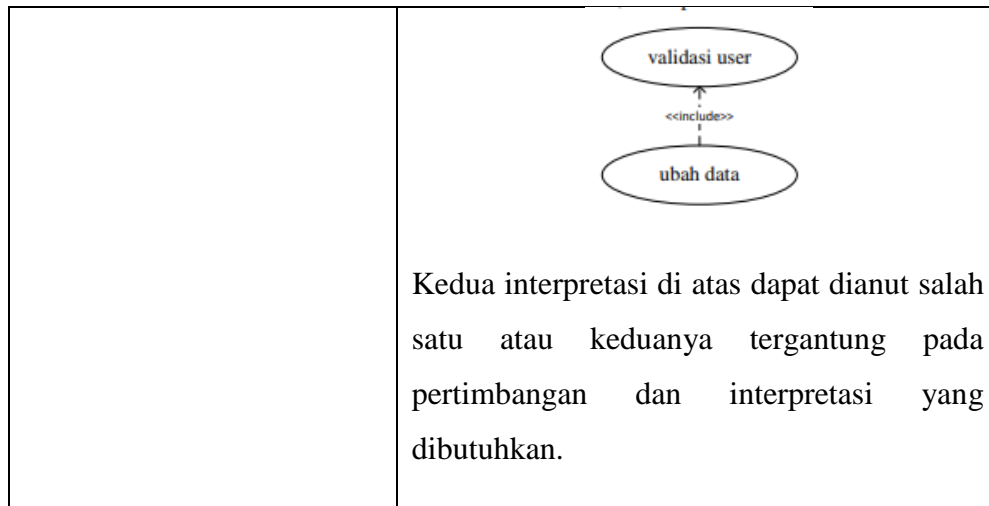 validasi user
<<include>>
ubah data
Kedua interpretasi di atas dapat dianut salah
satu atau keduanya tergantung pada
pertimbangan dan interpretasi yang
dibutuhkan.